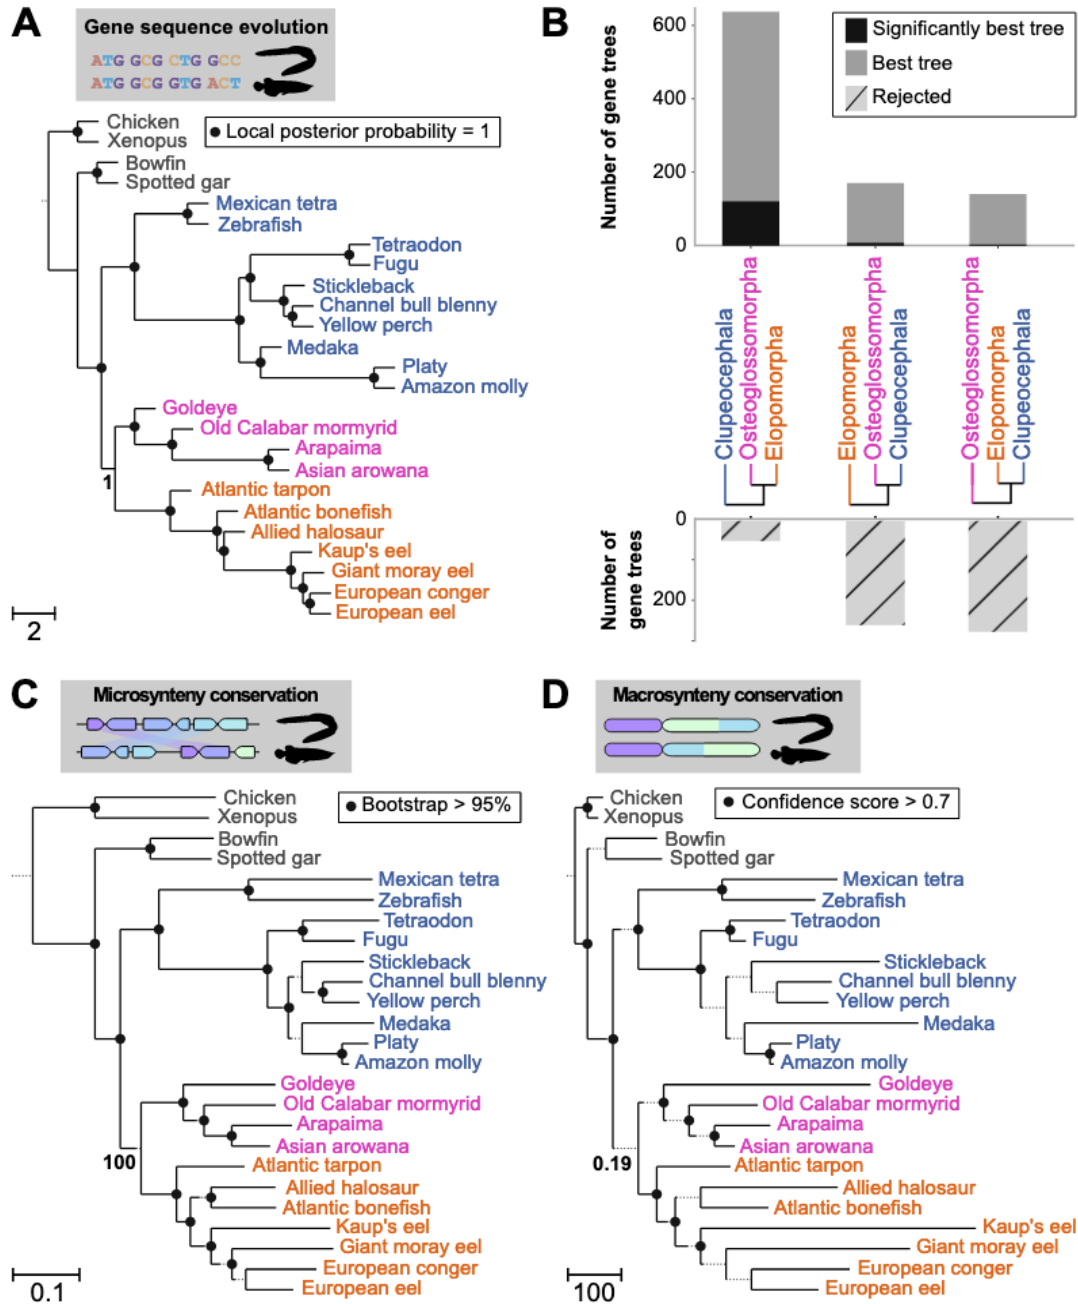 A
Gene sequence evolution
ATG GCG CTG GCC
ATG GCG GTG ACT
Local posterior probability = 1
Chicken
Xenopus
Bowfin
Spotted gar
Mexican tetra
Zebrafish
Tetraodon
Fugu
Stickleback
Channel bull blenny
Yellow perch
Medaka
Platy
Amazon molly
Goldeye
Old Calabar mormyrid
Arapaima
Asian arowana
1
Atlantic tarpon
Atlantic bonefish
Allied halosaur
Kaup's eel
Giant moray eel
European conger
European eel
2
B
Number of gene trees
600
400
200
0
Significantly best tree
Best tree
Rejected
Clupeocephala
Osteoglossomorpha
Elopomorpha
Elopomorpha
Osteoglossomorpha
Clupeocephala
Osteoglossomorpha
Elopomorpha
Clupeocephala
Number of
gene trees
0
200
C
Microsynteny conservation
Bootstrap > 95%
Chicken
Xenopus
Bowfin
Spotted gar
Mexican tetra
Zebrafish
Tetraodon
Fugu
Stickleback
Channel bull blenny
Yellow perch
Medaka
Platy
Amazon molly
Goldeye
Old Calabar mormyrid
Arapaima
Asian arowana
100
Atlantic tarpon
Allied halosaur
Atlantic bonefish
Kaup's eel
Giant moray eel
European conger
European eel
0.1
D
Macrosynteny conservation
Confidence score > 0.7
Chicken
Xenopus
Bowfin
Spotted gar
Mexican tetra
Zebrafish
Tetraodon
Fugu
Stickleback
Channel bull blenny
Yellow perch
Medaka
Platy
Amazon molly
Goldeye
Old Calabar mormyrid
Arapaima
Asian arowana
0.19
Atlantic tarpon
Allied halosaur
Atlantic bonefish
Kaup's eel
Giant moray eel
European conger
European eel
100